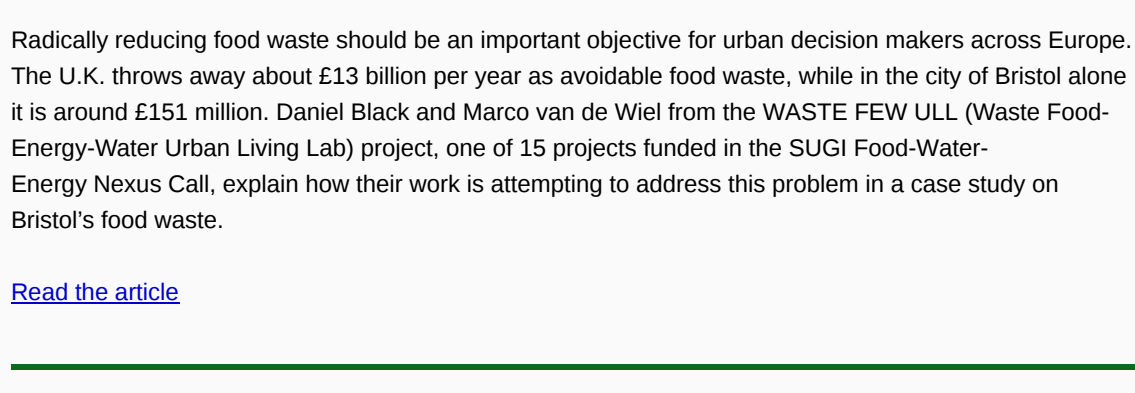 Radically reducing food waste should be an important objective for urban decision makers across Europe.
The U.K. throws away about £13 billion per year as avoidable food waste, while in the city of Bristol alone
it is around £151 million. Daniel Black and Marco van de Wiel from the WASTE FEW ULL (Waste Food-
Energy-Water Urban Living Lab) project, one of 15 projects funded in the SUGI Food-Water-
Energy Nexus Call, explain how their work is attempting to address this problem in a case study on
Bristol’s food waste.
Read the article